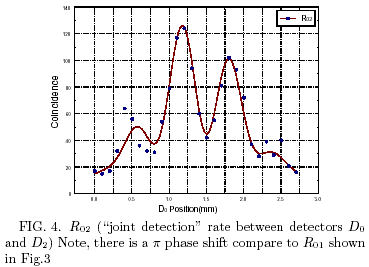 140
R02
120
100
80
60
40
20
0
Coincidence
0.0 0.5 1.0 1.5 2.0 2.5 3.0
D0 Position(mm)
FIG. 4. R02 (“joint detection” rate between detectors D0
and D2) Note, there is a π phase shift compare to R01 shown
in Fig.3